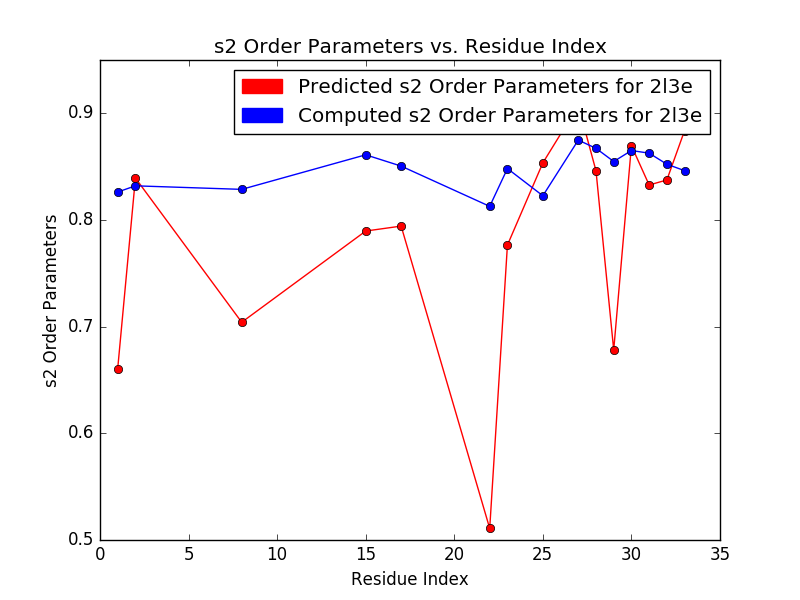 s2 Order Parameters vs. Residue Index
Predicted s2 Order Parameters for 2l3e
Computed s2 Order Parameters for 2l3e
s2 Order Parameters
0.9
0.8
0.7
0.6
0.5
0 5 10 15 20 25 30 35
Residue Index